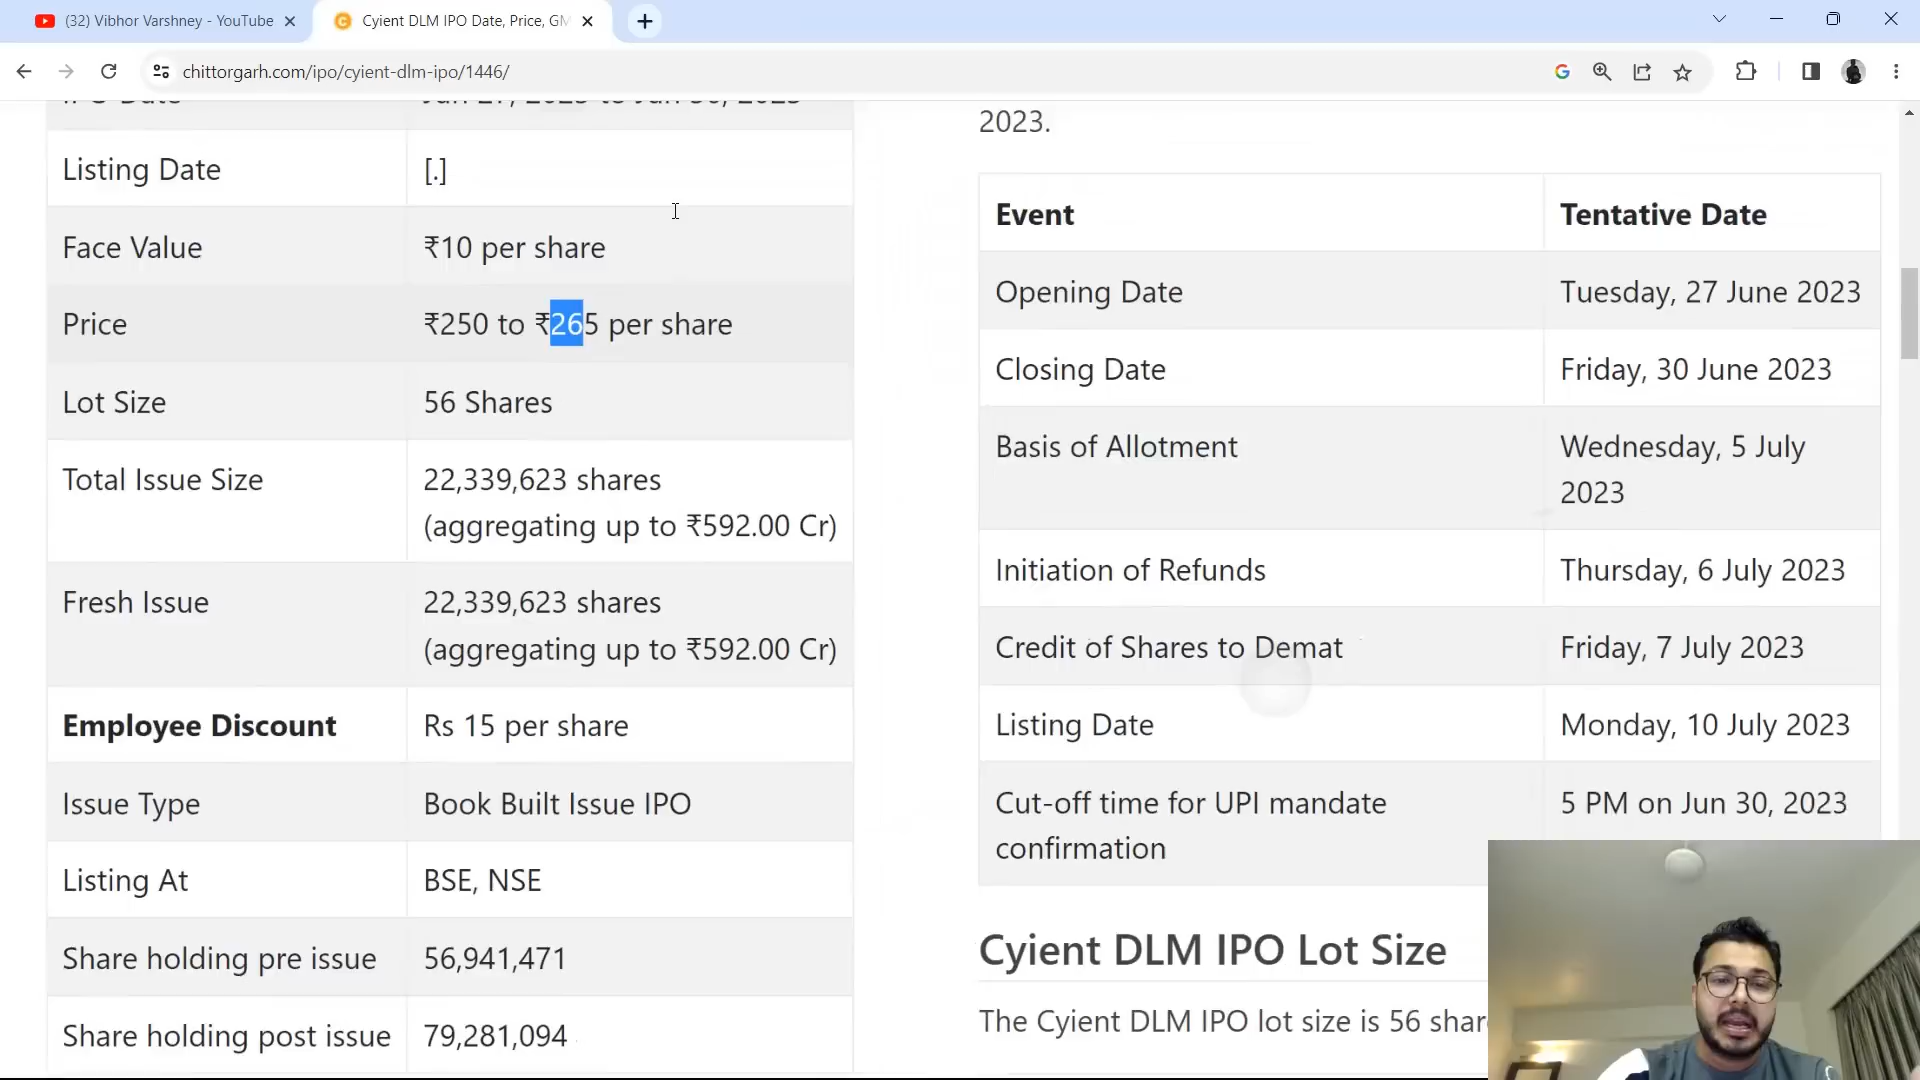 (32) Vibhor Varshney - YouTube
Cyient DLM IPO Date, Price, GM
chittorgarh.com/ipo/cyient-dlm-ipo/1446/
Listing Date [.]
Face Value ₹10 per share
Price ₹250 to ₹265 per share
Lot Size 56 Shares
Total Issue Size 22,339,623 shares
(aggregating up to ₹592.00 Cr)
Fresh Issue 22,339,623 shares
(aggregating up to ₹592.00 Cr)
Employee Discount Rs 15 per share
Issue Type Book Built Issue IPO
Listing At BSE, NSE
Share holding pre issue 56,941,471
Share holding post issue 79,281,094
2023.
Event Tentative Date
Opening Date Tuesday, 27 June 2023
Closing Date Friday, 30 June 2023
Basis of Allotment Wednesday, 5 July
2023
Initiation of Refunds Thursday, 6 July 2023
Credit of Shares to Demat Friday, 7 July 2023
Listing Date Monday, 10 July 2023
Cut-off time for UPI mandate 5 PM on Jun 30, 2023
confirmation
Cyient DLM IPO Lot Size
The Cyient DLM IPO lot size is 56 shar